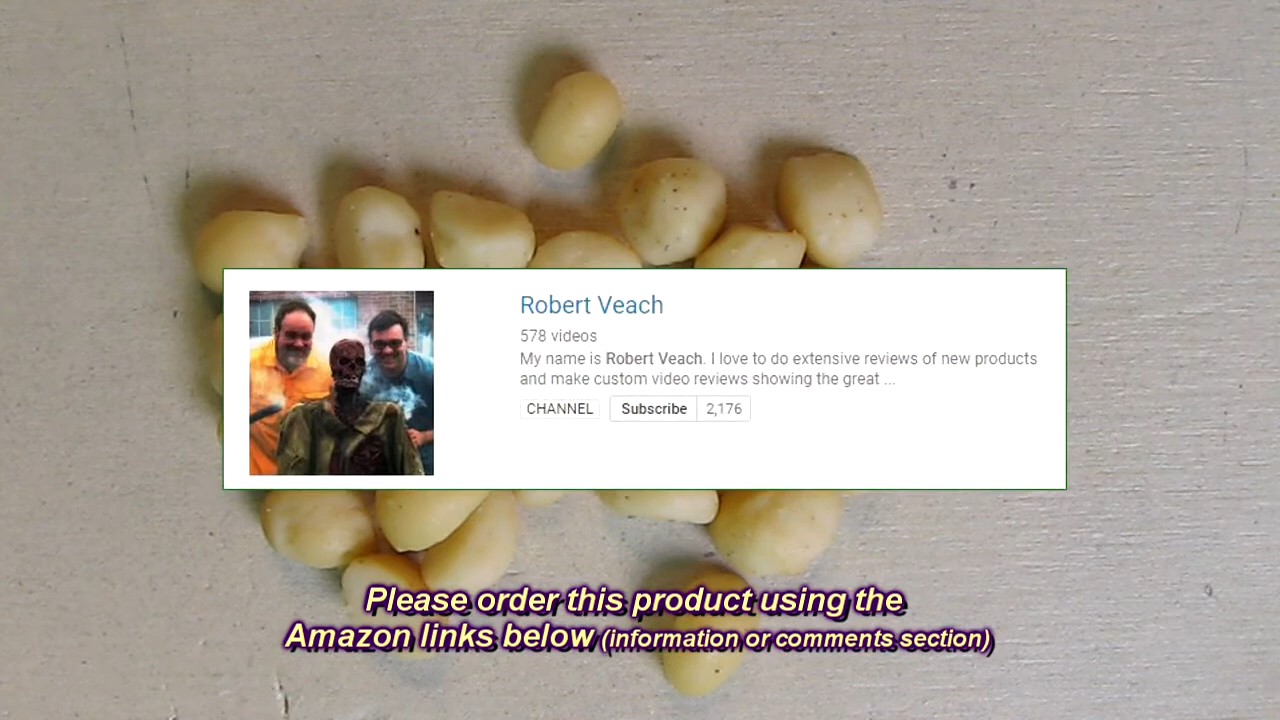 Robert Veach
578 videos
My name is Robert Veach. I love to do extensive reviews of new products
and make custom video reviews showing the great ...
CHANNEL Subscribe 2,176
Please order this product using the
Amazon links below (information or comments section)